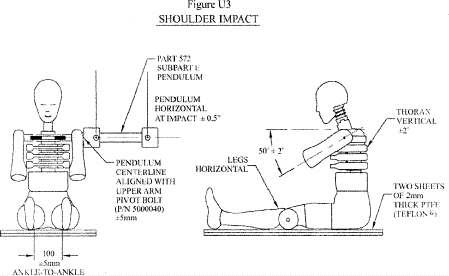 Figure U3
SHOULDER IMPACT
PART 572
SUBPART E
PENDULUM
PENDULUM
HORIZONTAL
AT IMPACT ± 0.5°
THORAX
VERTICAL
±2°
50° ± 2°
LEGS
HORIZONTAL
PENDULUM
CENTERLINE
ALIGNED WITH
UPPER ARM
PIVOT BOLT
(P/N 5000040)
±5mm
TWO SHEETS
OF 2mm
THICK PTFE
(TEFLON®)
100
±5mm
ANKLE-TO-ANKLE